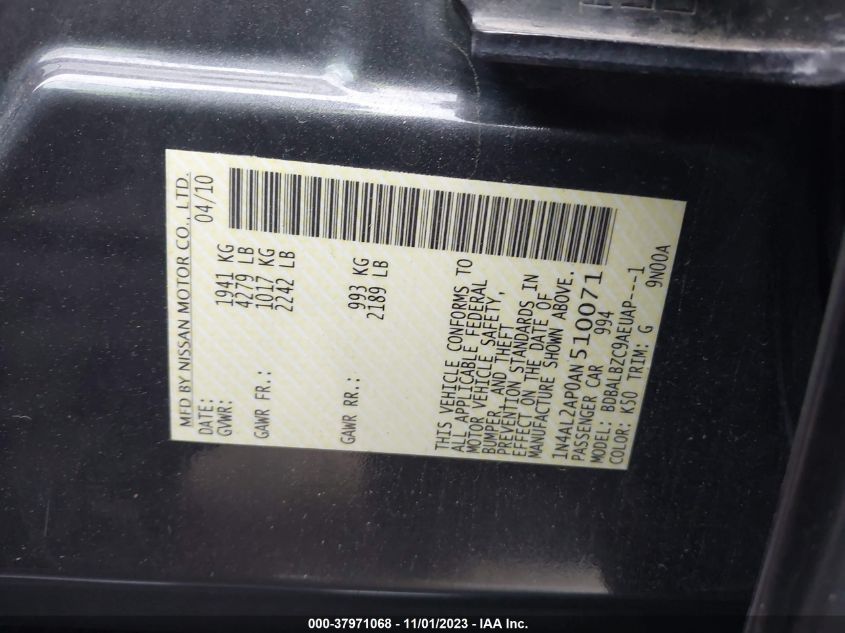 MFD BY NISSAN MOTOR CO., LTD.
DATE: 04/10
GVWR: 1941 KG
4279 LB
GAWR FR.: 1017 KG
2242 LB
GAWR RR.: 993 KG
2189 LB
THIS VEHICLE CONFORMS TO
ALL APPLICABLE FEDERAL
MOTOR VEHICLE SAFETY,
BUMPER, AND THEFT
PREVENTION STANDARDS IN
EFFECT ON THE DATE OF
MANUFACTURE SHOWN ABOVE.
1N4AL2AP0AN510071
PASSENGER CAR 994
MODEL: BDBALBZC9AEUAP---1
COLOR: K50 TRIM: G 9N00A
000-37971068 - 11/01/2023 - IAA Inc.